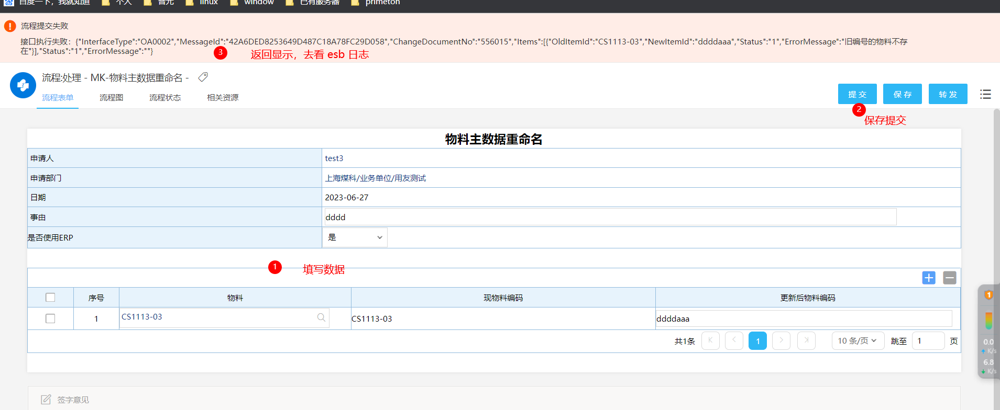 百度一下，我就知道 个人 普元 linux window 已有服务器 primeton
流程提交失败
接口执行失败：{"InterfaceType":"OA0002","MessageId":"42A6DED8253649D487C18A78FC29D058","ChangeDocumentNo":"556015","Items":[{"OldItemId":"CS1113-03","NewItemId":"ddddaaa","Status":"1","ErrorMessage":"旧编号的物料不存
在"}],"Status":"1","ErrorMessage":""}
3 返回显示，去看 esb 日志
流程:处理 - MK-物料主数据重命名 -
流程表单 流程图 流程状态 相关资源
提交 保存 转发
2
保存提交
物料主数据重命名
申请人 test3
申请部门 上海煤科/业务单位/用友测试
日期 2023-06-27
事由 dddd
是否使用ERP 是
1 填写数据
序号 物料 现物料编码 更新后物料编码
1 CS1113-03 CS1113-03 ddddaaa
共1条 1 10 条/页 跳至 1 页
1
0.0
K/s
6.8
K/s
签字意见